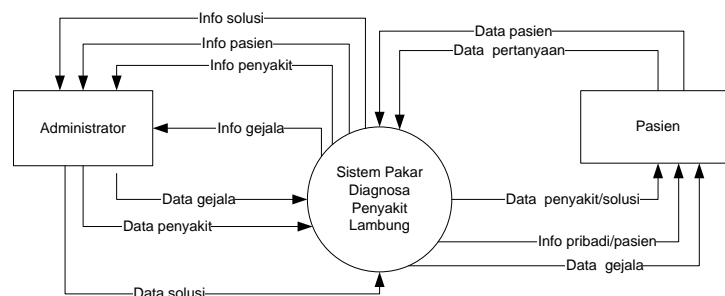 Info solusi
Data pasien
Info pasien
Data pertanyaan
Info penyakit
Administrator
Info gejala
Pasien
Sistem Pakar
Diagnosa
Penyakit
Lambung
Data gejala
Data penyakit/solusi
Data penyakit
Info pribadi/pasien
Data gejala
Data solusi